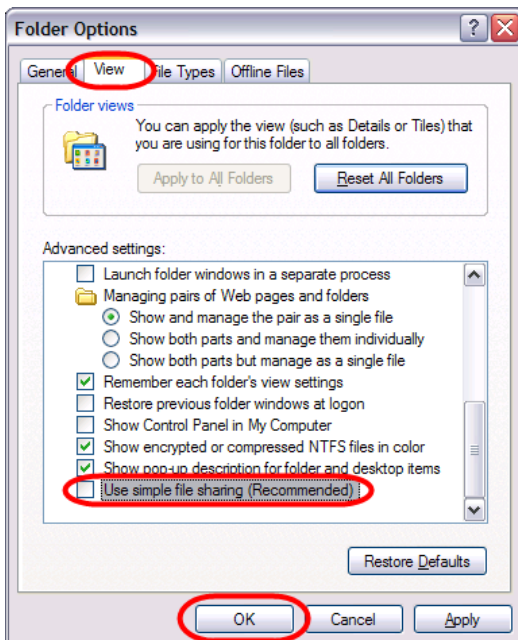 Folder Options
General View File Types Offline Files
Folder views
You can apply the view (such as Details or Tiles) that
you are using for this folder to all folders.
Apply to All Folders Reset All Folders
Advanced settings:
Launch folder windows in a separate process
Managing pairs of Web pages and folders
Show and manage the pair as a single file
Show both parts and manage them individually
Show both parts but manage as a single file
Remember each folder's view settings
Restore previous folder windows at logon
Show Control Panel in My Computer
Show encrypted or compressed NTFS files in color
Show pop-up description for folder and desktop items
Use simple file sharing (Recommended)
Restore Defaults
OK Cancel Apply